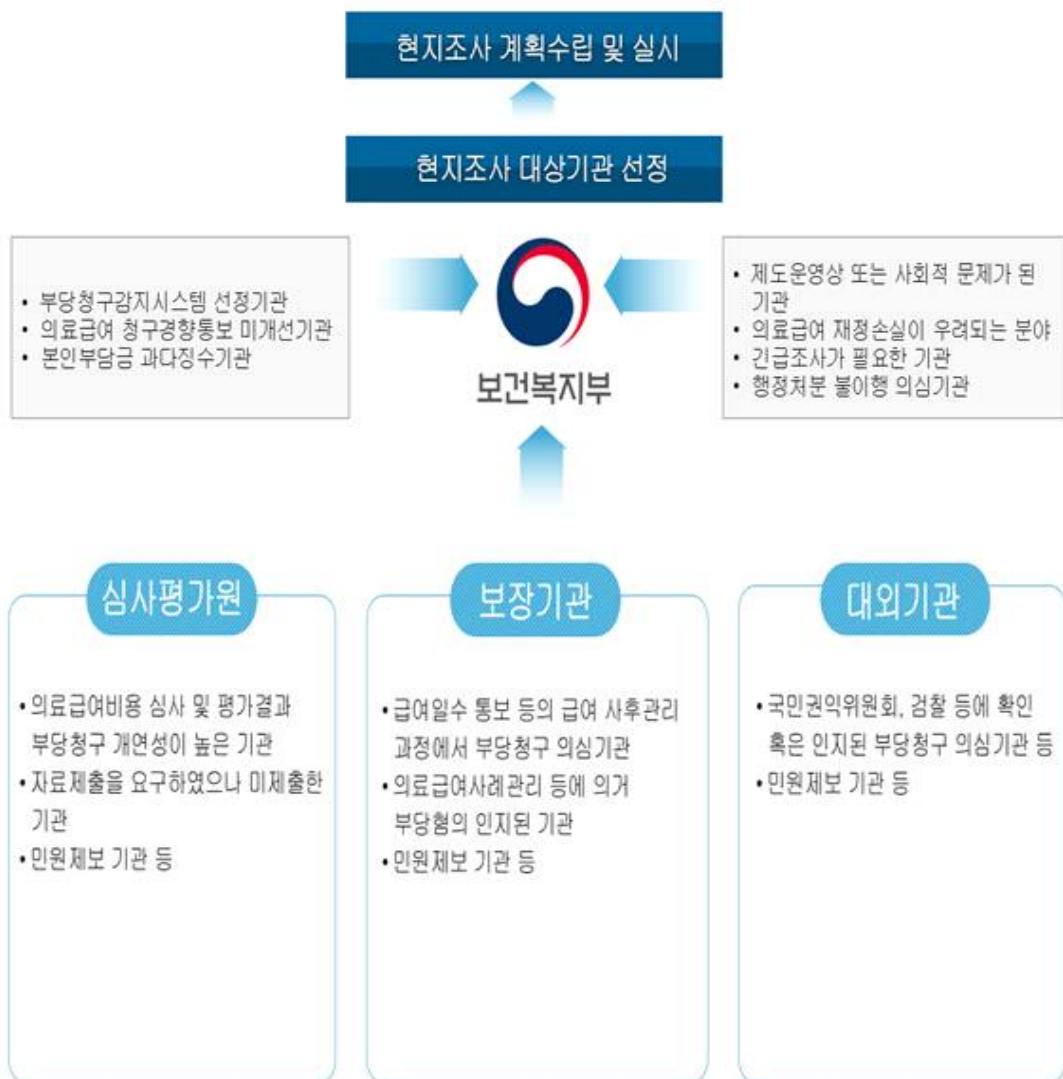 현지조사 계획수립 및 실시
현지조사 대상기관 선정
• 부당청구감지시스템 선정기관
• 의료급여 청구경향통보 미개선기관
• 본인부담금 과다징수기관
보건복지부
• 제도운영상 또는 사회적 문제가 된
기관
• 의료급여 재정손실이 우려되는 분야
• 긴급조사가 필요한 기관
• 행정처분 불이행 의심기관
심사평가원
• 의료급여비용 심사 및 평가결과
부당청구 개연성이 높은 기관
• 자료제출을 요구하였으나 미제출한
기관
• 민원제보 기관 등
보장기관
• 급여일수 통보 등의 급여 사후관리
과정에서 부당청구 의심기관
• 의료급여사례관리 등에 의거
부당혐의 인지된 기관
• 민원제보 기관 등
대외기관
• 국민권익위원회, 검찰 등에 확인
혹은 인지된 부당청구 의심기관 등
• 민원제보 기관 등